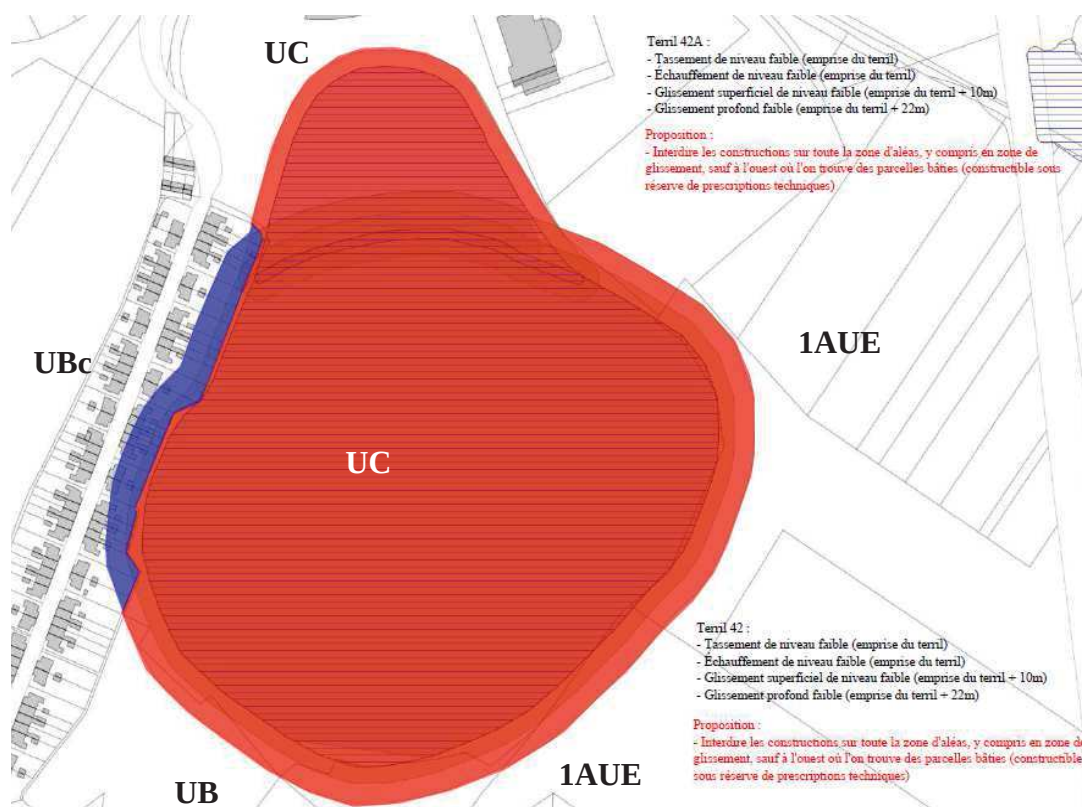 UC
Terril 42A :
- Tassement de niveau faible (emprise du terril)
- Échauffement de niveau faible (emprise du terril)
- Glissement superficiel de niveau faible (emprise du terril + 10m)
- Glissement profond faible (emprise du terril + 22m)
Proposition :
- Interdire les constructions sur toute la zone d'aléas, y compris en zone de
glissement, sauf à l'ouest où l'on trouve des parcelles bâties (constructible sous
réserve de prescriptions techniques)
1AUE
UBc
UC
Terril 42 :
- Tassement de niveau faible (emprise du terril)
- Échauffement de niveau faible (emprise du terril)
- Glissement superficiel de niveau faible (emprise du terril + 10m)
- Glissement profond faible (emprise du terril + 22m)
Proposition :
- Interdire les constructions sur toute la zone d'aléas, y compris en zone de
glissement, sauf à l'ouest où l'on trouve des parcelles bâties (constructible
sous réserve de prescriptions techniques)
1AUE
UB